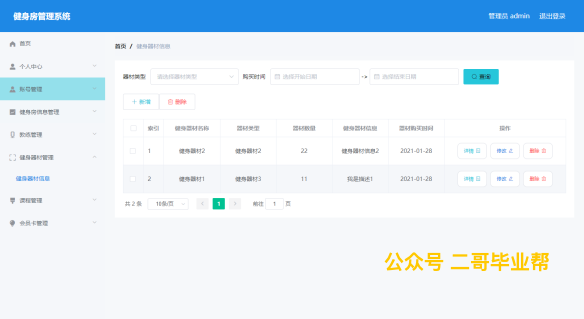 健身房管理系统
管理员 admin 退出登录
首页
个人中心
账号管理
健身房信息管理
教练管理
健身器材管理
健身器材信息
课程管理
会员卡管理
首页 / 健身器材信息
器材类型 请选择器材类型 购买时间 选择开始日期 -> 选择结束日期 查询
+ 新增 删除
索引 健身器材名称 器材类型 器材数量 健身器材信息 器材购买时间 操作
1 健身器材2 健身器材2 22 健身器材信息2 2021-01-28 详情 修改 删除
2 健身器材1 健身器材3 11 我是描述1 2021-01-28 详情 修改 删除
共 2 条 10条/页 < 1 > 前往 1 页
公众号 二哥毕业帮